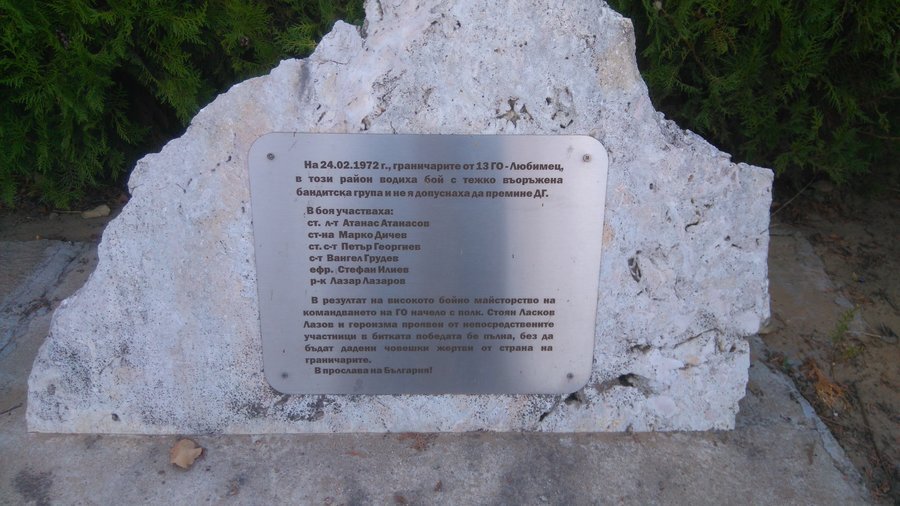 На 24.02.1972 г., граничарите от 13 ГО - Любимец,
в този район водиха бой с тежко въоръжена
бандитска група и не я допуснаха да премине ДГ.
В боя участваха:
ст. л-т Атанас Атанасов
ст-на Марко Дичев
ст. с-т Петър Георгиев
с-т Вангел Грудев
ефр. Стефан Илиев
р-к Лазар Лазаров
В резултат на високото бойно майсторство на
командването на ГО начело с полк. Стоян Ласков
Лазов и героизма проявен от непосредствените
участници в битката победата бе пълна, без да
бъдат дадени човешки жертви от страна на
граничарите.
В прослава на България!